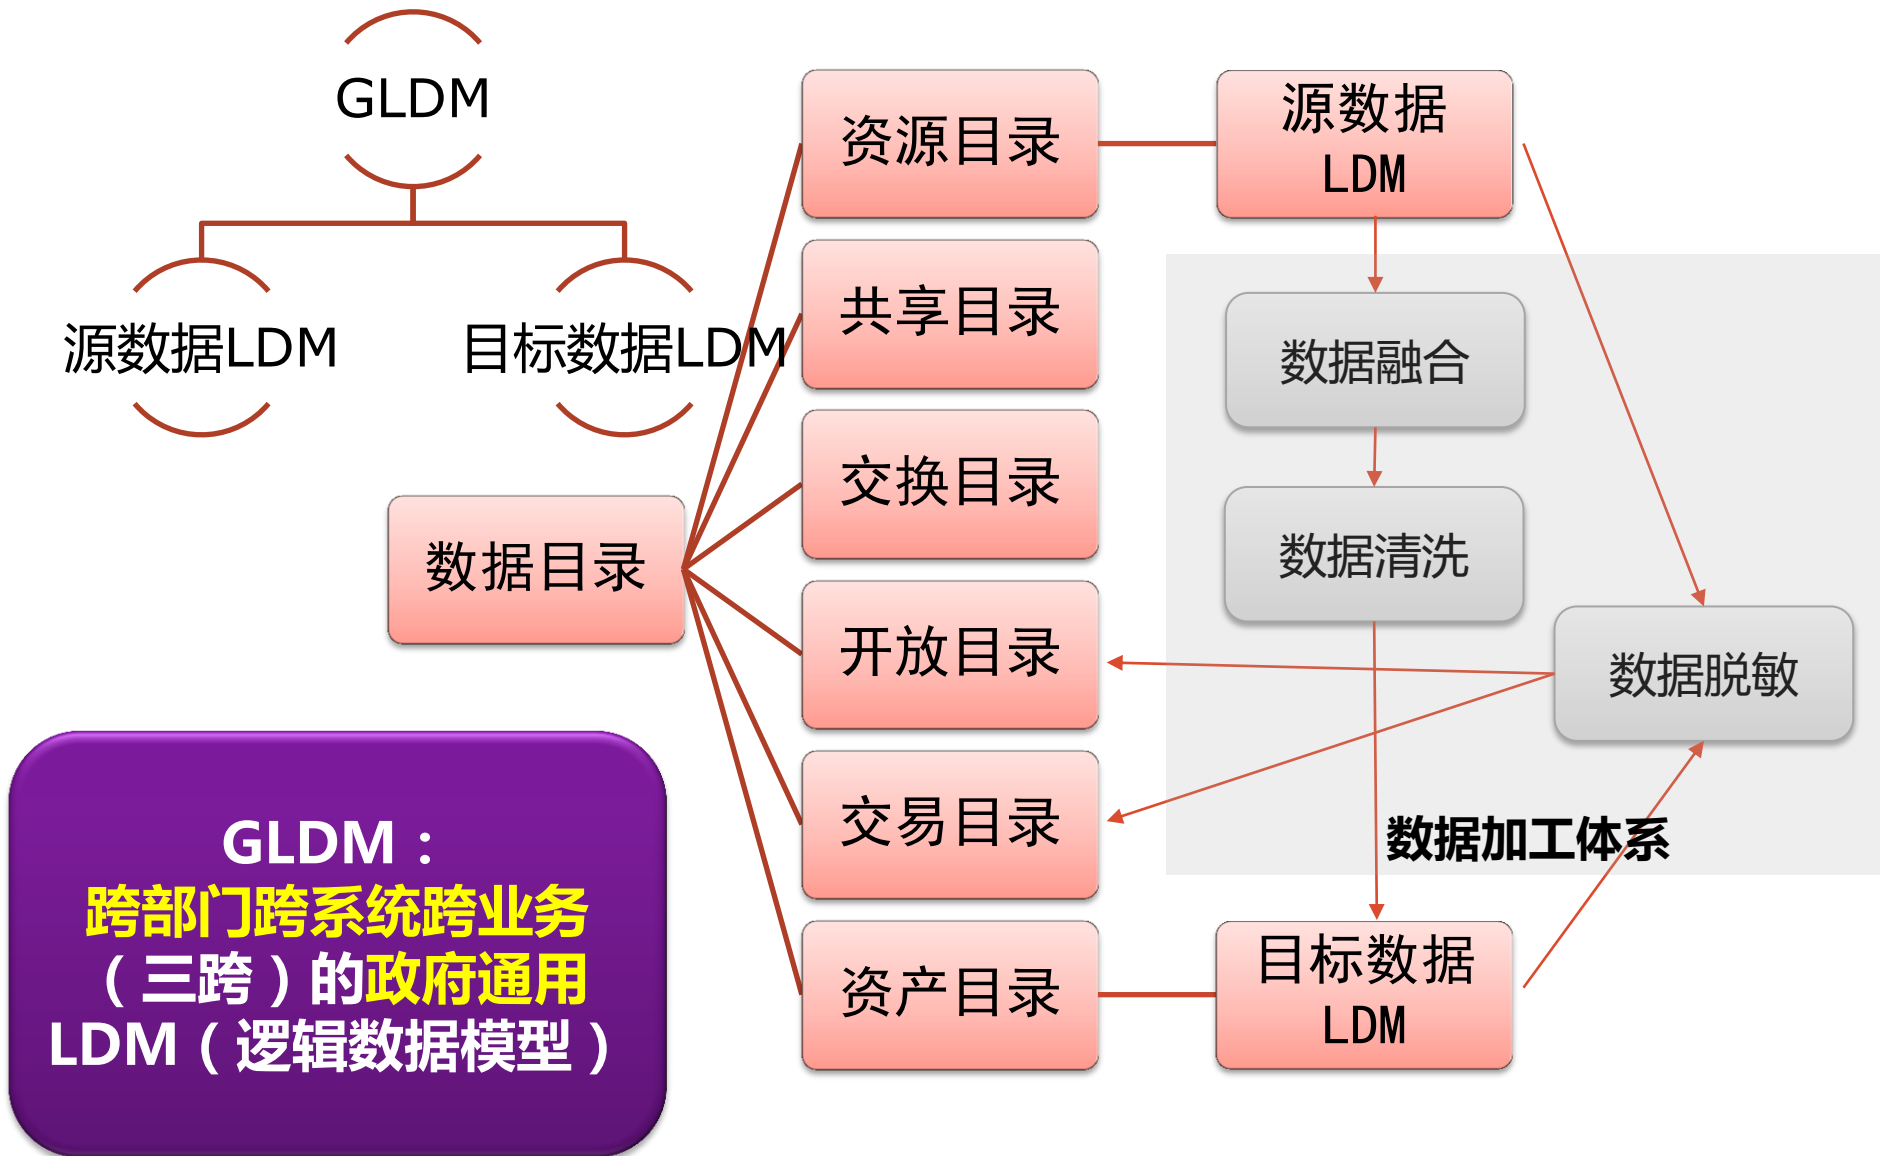 GLDM
源数据LDM
目标数据LDM
数据目录
资源目录
共享目录
交换目录
开放目录
交易目录
资产目录
源数据
LDM
数据融合
数据清洗
数据脱敏
数据加工体系
目标数据
LDM
GLDM：
跨部门跨系统跨业务
（三跨）的政府通用
LDM（逻辑数据模型）